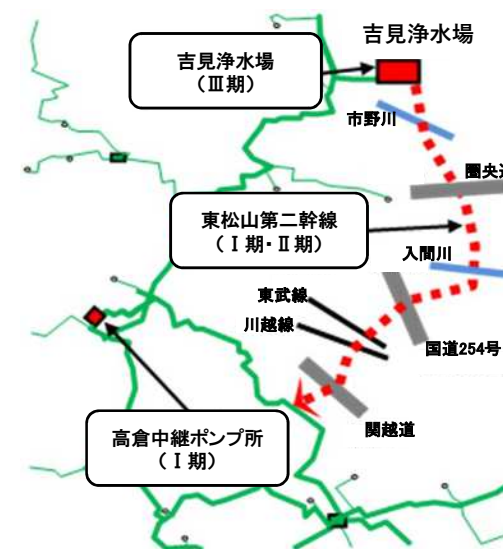 吉見浄水場
吉見浄水場
（Ⅲ期）
市野川
圏央道
東松山第二幹線
（Ⅰ期・Ⅱ期）
入間川
東武線
川越線
国道254号
関越道
高倉中継ポンプ所
（Ⅰ期）